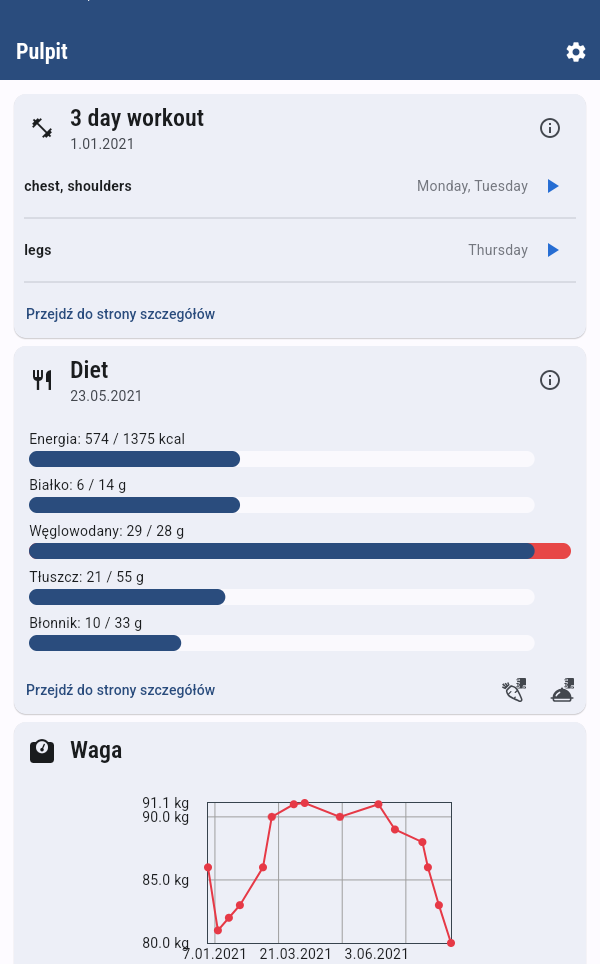 Pulpit
3 day workout
1.01.2021
chest, shoulders Monday, Tuesday
legs Thursday
Przejdź do strony szczegółów
Diet
23.05.2021
Energia: 574 / 1375 kcal
Białko: 6 / 14 g
Węglowodany: 29 / 28 g
Tłuszcz: 21 / 55 g
Błonnik: 10 / 33 g
Przejdź do strony szczegółów
Waga
91.1 kg
90.0 kg
85.0 kg
80.0 kg
7.01.2021 21.03.2021 3.06.2021